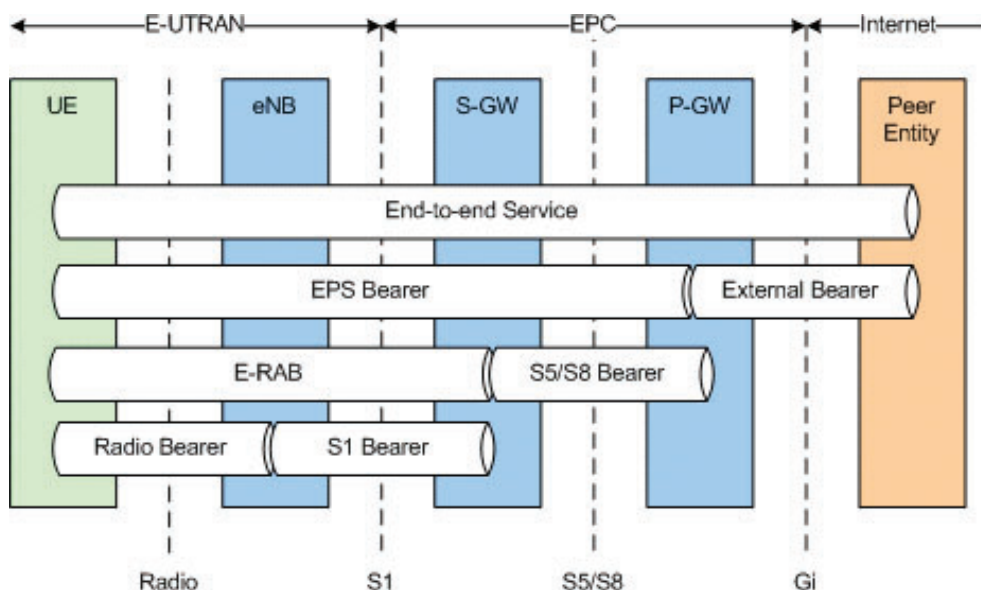 E-UTRAN EPC Internet
UE eNB S-GW P-GW Peer
Entity
End-to-end Service
EPS Bearer External Bearer
E-RAB S5/S8 Bearer
Radio Bearer S1 Bearer
Radio S1 S5/S8 Gi